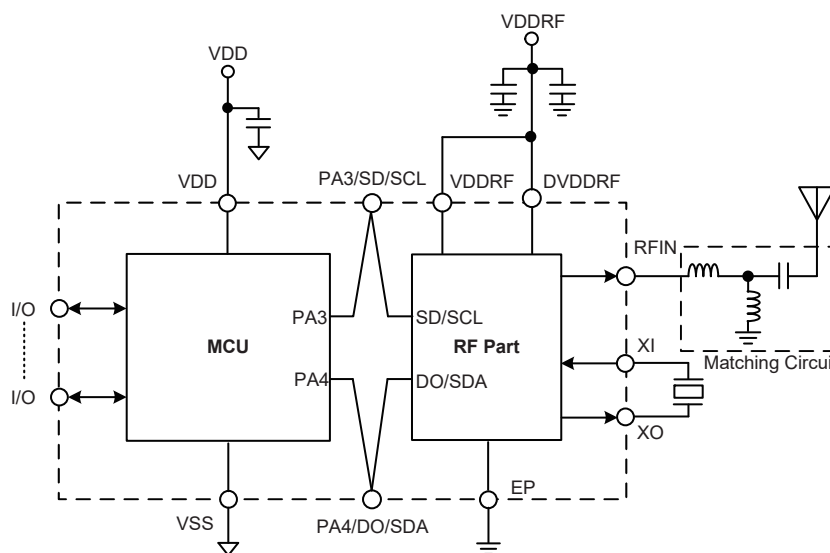 VDDRF
VDD
VDD
PA3/SD/SCL
VDDRF
DVDDRF
RFIN
I/O
PA3
SD/SCL
MCU
RF Part
XI
Matching Circui
PA4
DO/SDA
I/O
XO
VSS
PA4/DO/SDA
EP